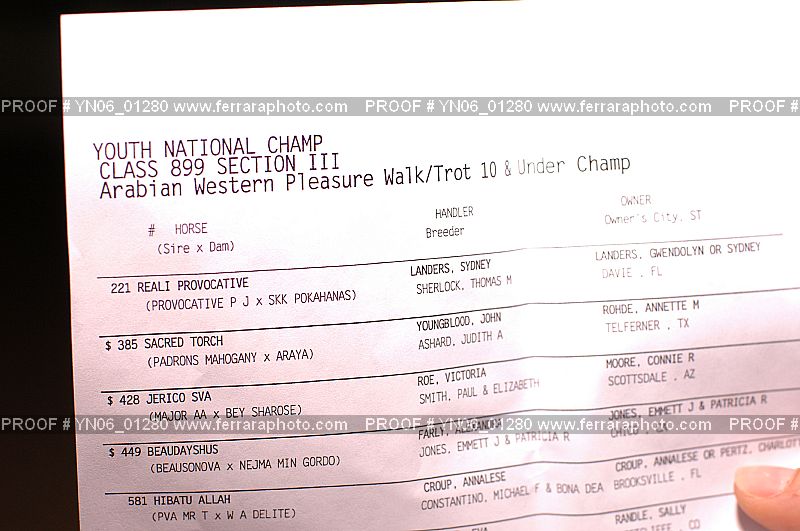 PROOF # YN06_01280 www.ferraraphoto.com PROOF # YN06_01280 www.ferraraphoto.com PROOF #
YOUTH NATIONAL CHAMP
CLASS 899 SECTION III
Arabian Western Pleasure Walk/Trot 10 & Under Champ
# HORSE HANDLER OWNER
(Sire x Dam) Breeder Owner's City, ST
221 REALI PROVOCATIVE LANDERS, SYDNEY LANDERS, GWENDOLYN OR SYDNEY
(PROVOCATIVE P J x SKK POKAHANAS) SHERLOCK, THOMAS M DAVIE , FL
$ 385 SACRED TORCH YOUNGBLOOD, JOHN ROHDE, ANNETTE M
(PADRONS MAHOGANY x ARAYA) ASHARD, JUDITH A TELFERNER , TX
$ 428 JERICO SVA ROE, VICTORIA MOORE, CONNIE R
(MAJOR AA x BEY SHAROSE) SMITH, PAUL & ELIZABETH SCOTTSDALE , AZ
PROOF # YN06_01280 www.ferraraphoto.com PROOF # YN06_01280 www.ferraraphoto.com PROOF #
$ 449 BEAUDAYSHUS FARLY, JONES, EMMETT J & PATRICIA R
(BEAUSONOVA x NEJMA MIN GORDO) JONES, EMMETT J & PATRICIA R
581 HIBATU ALLAH CROUP, ANNALESE CROUP, ANNALESE OR PERTZ,
(PVA MR T x W A DELITE) CONSTANTINO, MICHAEL F & BONA DEA BROOKSVILLE , FL
RANDLE, SALLY
CO